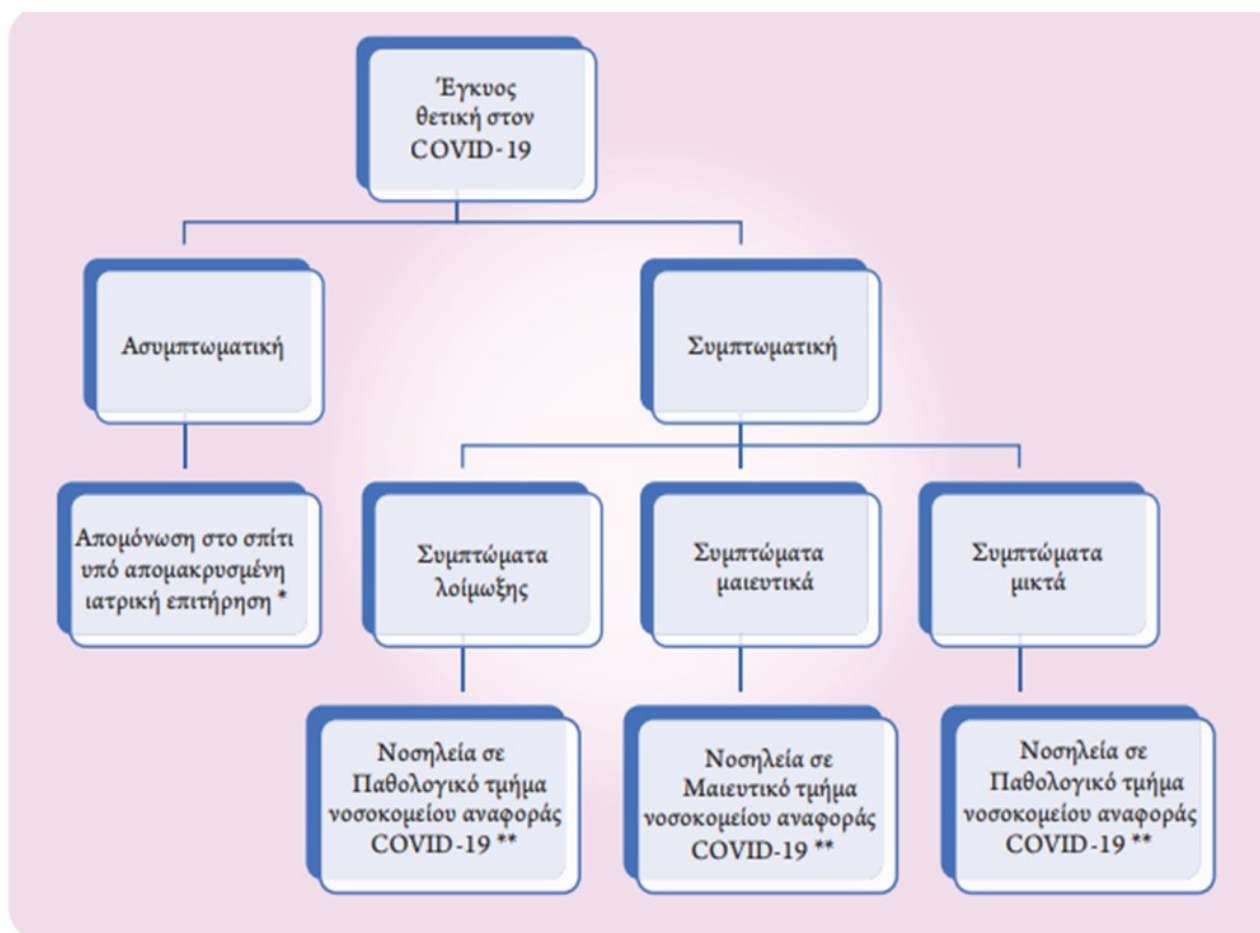 Έγκυος
θετική στον
COVID-19
Ασυμπτωματική
Συμπτωματική
Απομόνωση στο σπίτι
υπό απομακρυσμένη
ιατρική επιτήρηση *
Συμπτώματα
λοίμωξης
Συμπτώματα
μαιευτικά
Συμπτώματα
μικτά
Νοσηλεία σε
Παθολογικό τμήμα
νοσοκομείου αναφοράς
COVID-19 **
Νοσηλεία σε
Μαιευτικό τμήμα
νοσοκομείου αναφοράς
COVID-19 **
Νοσηλεία σε
Παθολογικό τμήμα
νοσοκομείου αναφοράς
COVID-19 **